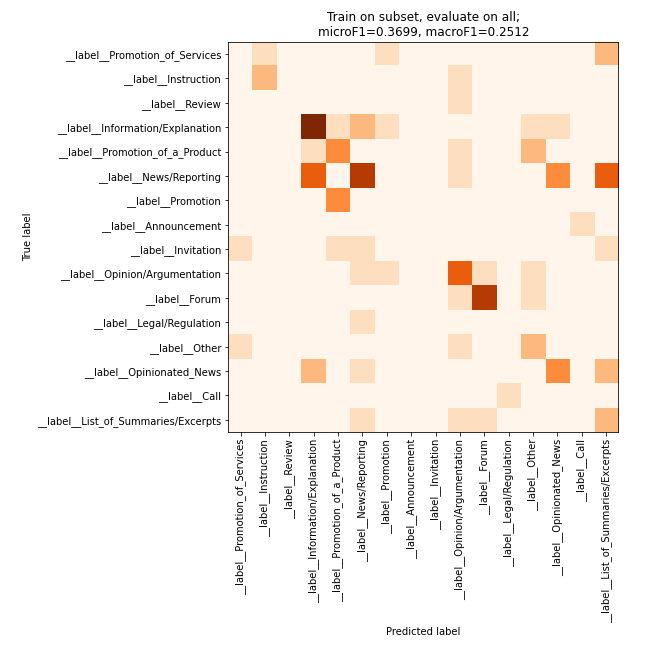 Train on subset, evaluate on all;
microF1=0.3699, macroF1=0.2512
True label
__label__Promotion_of_Services
__label__Instruction
__label__Review
__label__Information/Explanation
__label__Promotion_of_a_Product
__label__News/Reporting
__label__Promotion
__label__Announcement
__label__Invitation
__label__Opinion/Argumentation
__label__Forum
__label__Legal/Regulation
__label__Other
__label__Opinionated_News
__label__Call
__label__List_of_Summaries/Excerpts
__label__Promotion_of_Services
__label__Instruction
__label__Review
__label__Information/Explanation
__label__Promotion_of_a_Product
__label__News/Reporting
__label__Promotion
__label__Announcement
__label__Invitation
__label__Opinion/Argumentation
__label__Forum
__label__Legal/Regulation
__label__Other
__label__Opinionated_News
__label__Call
__label__List_of_Summaries/Excerpts
Predicted label